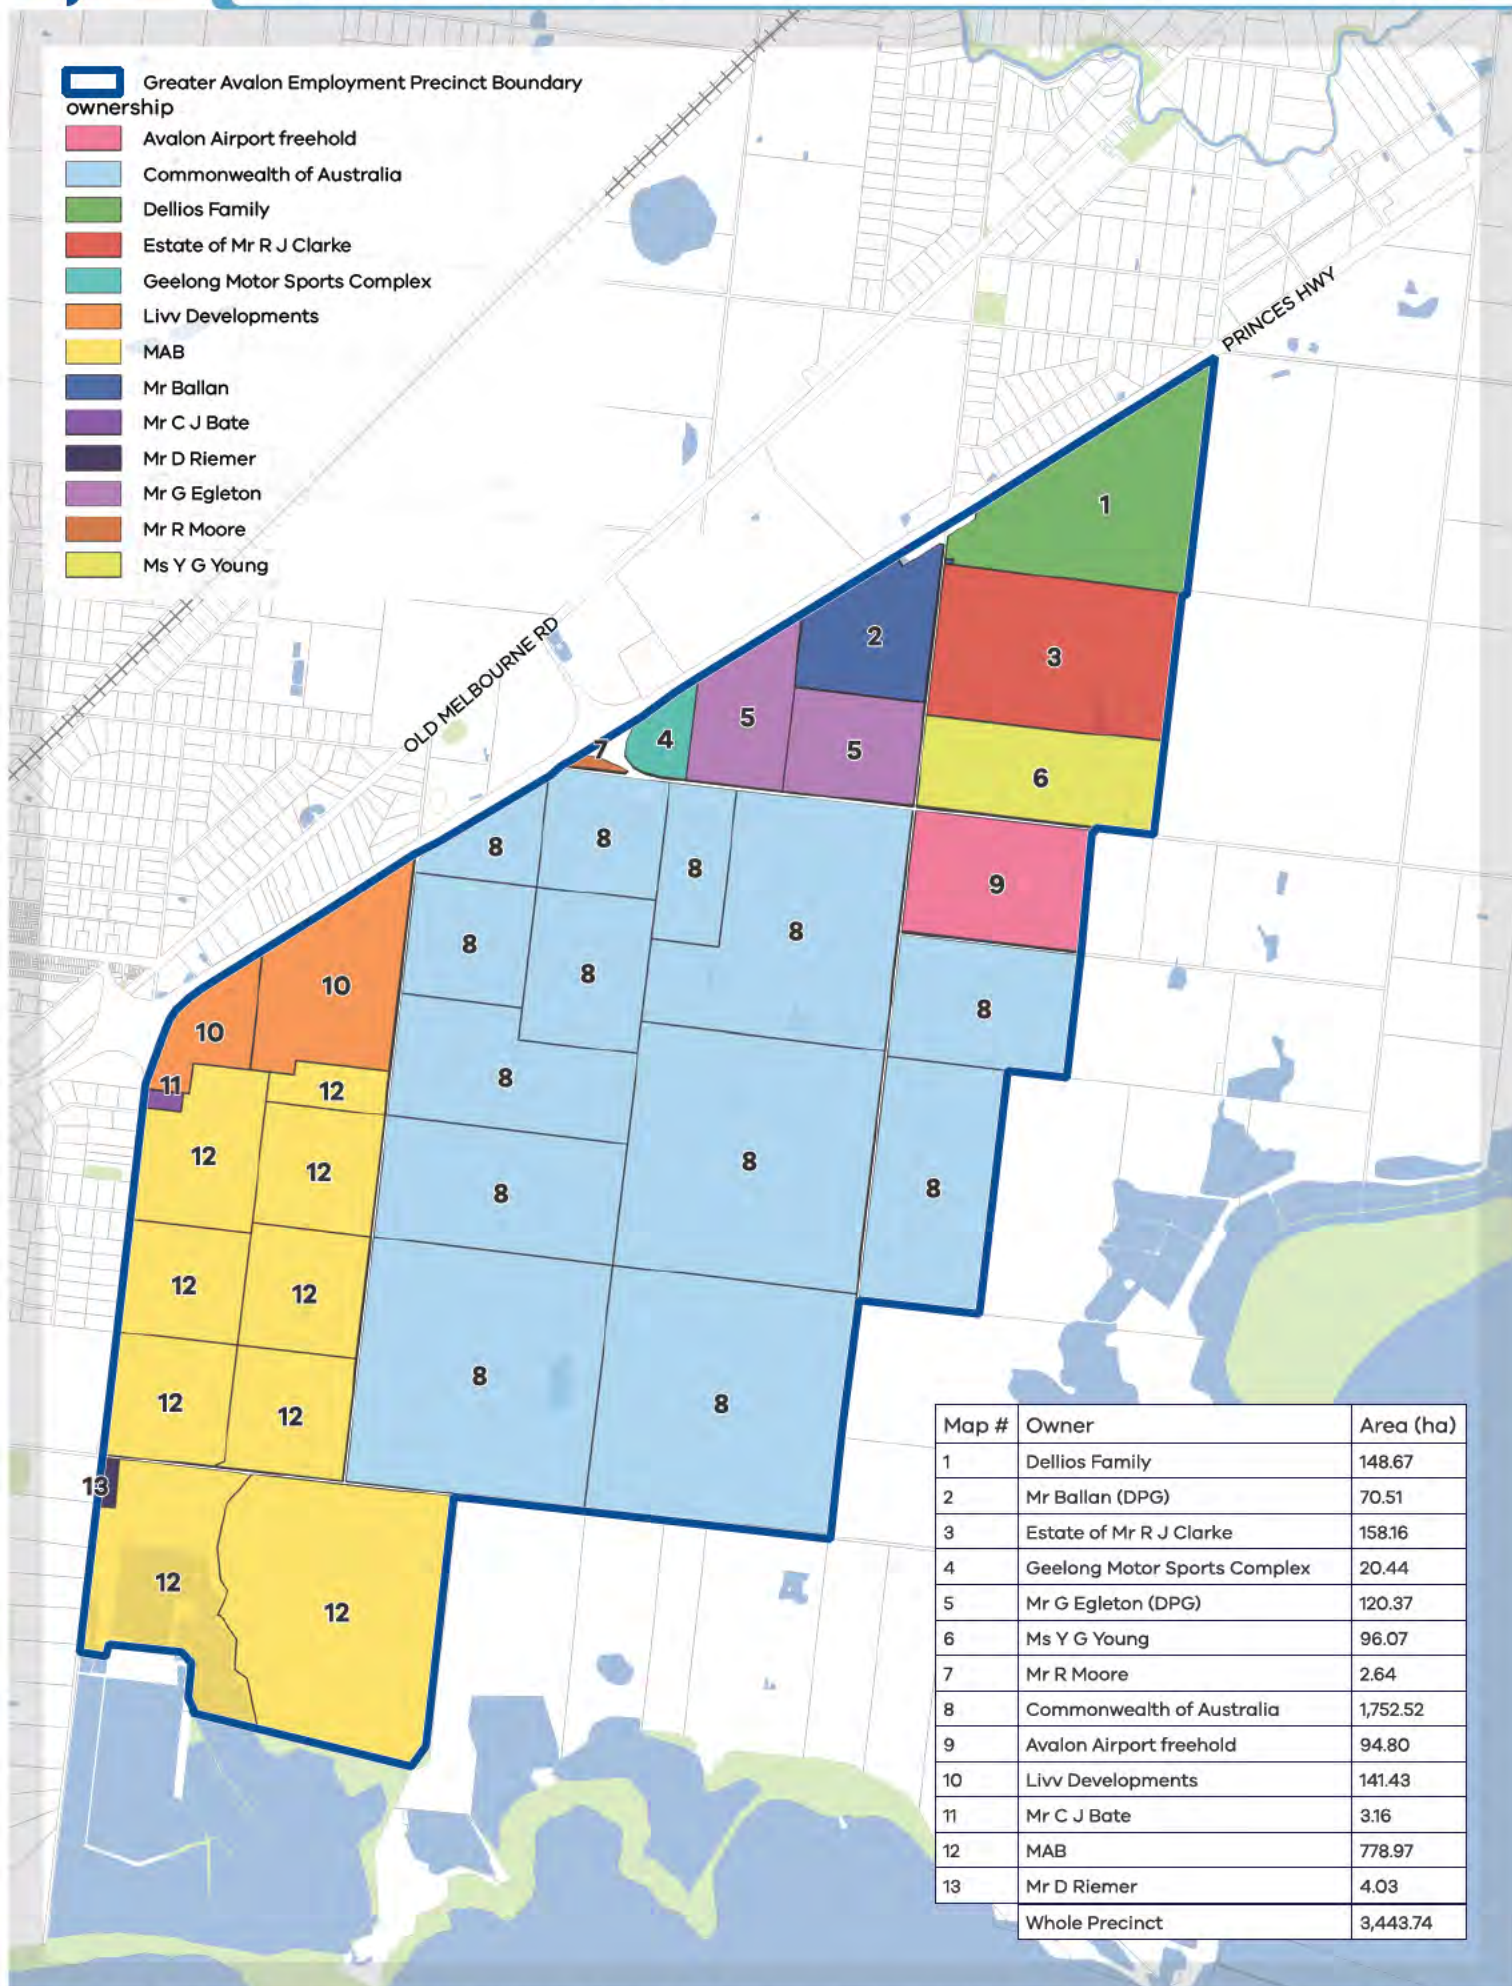 Greater Avalon Employment Precinct Boundary
ownership
Avalon Airport freehold
Commonwealth of Australia
Dellios Family
Estate of Mr R J Clarke
Geelong Motor Sports Complex
Livv Developments
MAB
Mr Ballan
Mr C J Bate
Mr D Riemer
Mr G Egleton
Mr R Moore
Ms Y G Young
PRINCES HWY
OLD MELBOURNE RD
1
2
3
5
4
7
5
6
8
8
8
9
8
8
8
10
8
10
8
11
12
12
8
12
8
8
8
12
12
8
12
12
8
13
12
12
Map # Owner Area (ha)
1 Dellios Family 148.67
2 Mr Ballan (DPG) 70.51
3 Estate of Mr R J Clarke 158.16
4 Geelong Motor Sports Complex 20.44
5 Mr G Egleton (DPG) 120.37
6 Ms Y G Young 96.07
7 Mr R Moore 2.64
8 Commonwealth of Australia 1,752.52
9 Avalon Airport freehold 94.80
10 Livv Developments 141.43
11 Mr C J Bate 3.16
12 MAB 778.97
13 Mr D Riemer 4.03
Whole Precinct 3,443.74